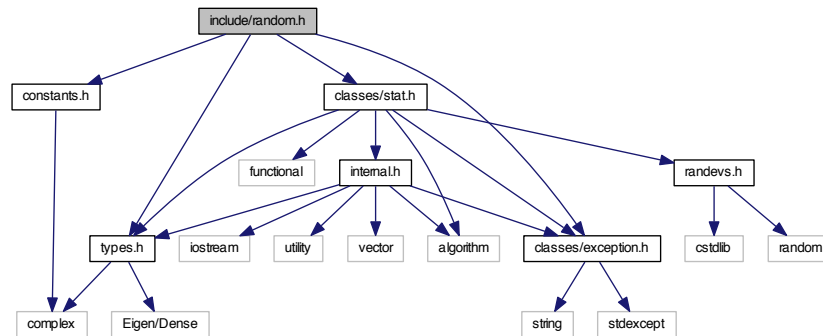 include/random.h
constants.h
classes/stat.h
functional
internal.h
randevs.h
types.h
iostream
utility
vector
algorithm
classes/exception.h
cstdlib
random
complex
Eigen/Dense
string
stdexcept